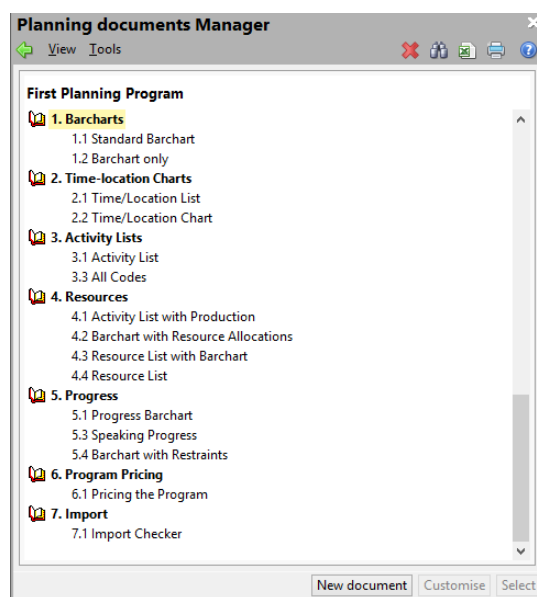 Planning documents Manager
View Tools
First Planning Program
1. Barcharts
1.1 Standard Barchart
1.2 Barchart only
2. Time-location Charts
2.1 Time/Location List
2.2 Time/Location Chart
3. Activity Lists
3.1 Activity List
3.3 All Codes
4. Resources
4.1 Activity List with Production
4.2 Barchart with Resource Allocations
4.3 Resource List with Barchart
4.4 Resource List
5. Progress
5.1 Progress Barchart
5.3 Speaking Progress
5.4 Barchart with Restraints
6. Program Pricing
6.1 Pricing the Program
7. Import
7.1 Import Checker
New document Customise Select